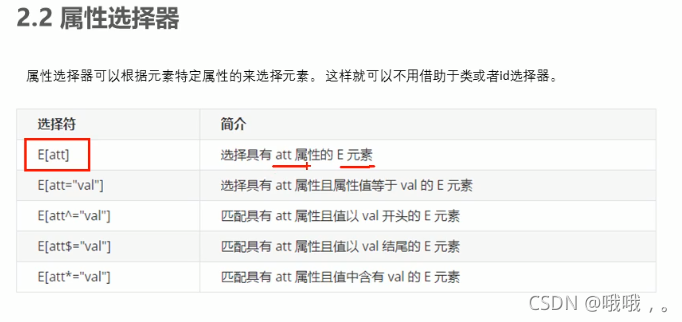 2.2 属性选择器
属性选择器可以根据元素特定属性的来选择元素。 这样就可以不用借助于类或者id选择器。
选择符 简介
E[att] 选择具有 att 属性的 E 元素
E[att="val"] 选择具有 att 属性且属性值等于 val 的 E 元素
E[att^="val"] 匹配具有 att 属性且值以 val 开头的 E 元素
E[att$="val"] 匹配具有 att 属性且值以 val 结尾的 E 元素
E[att*="val"] 匹配具有 att 属性且值中含有 val 的 E 元素
CSDN @哦哦，。